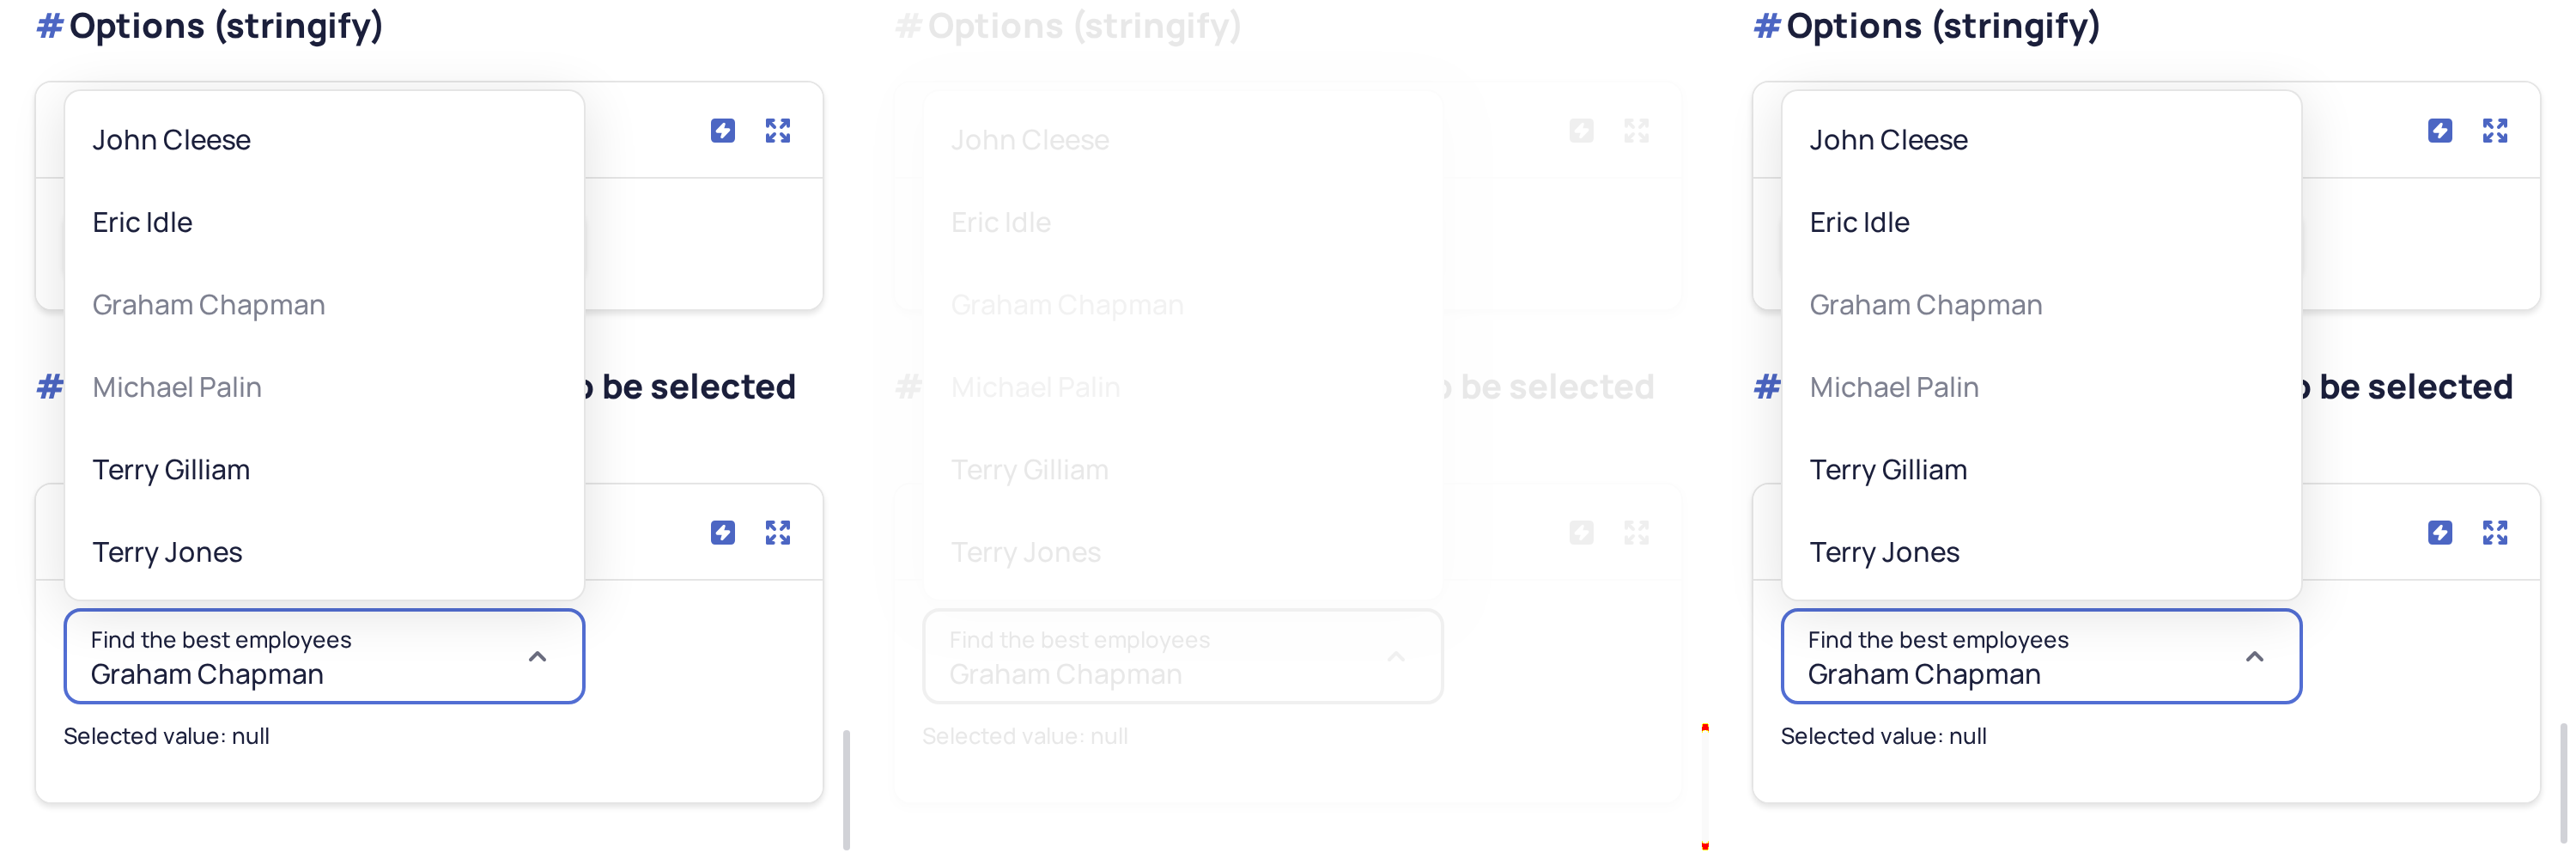 # Options (stringify)
John Cleese
Eric Idle
Graham Chapman
Michael Palin
# be selected
Terry Gilliam
Terry Jones
Find the best employees
Graham Chapman
Selected value: null
# Options (stringify)
John Cleese
Eric Idle
Graham Chapman
Michael Palin
# be selected
Terry Gilliam
Terry Jones
Find the best employees
Graham Chapman
Selected value: null
# Options (stringify)
John Cleese
Eric Idle
Graham Chapman
Michael Palin
# be selected
Terry Gilliam
Terry Jones
Find the best employees
Graham Chapman
Selected value: null